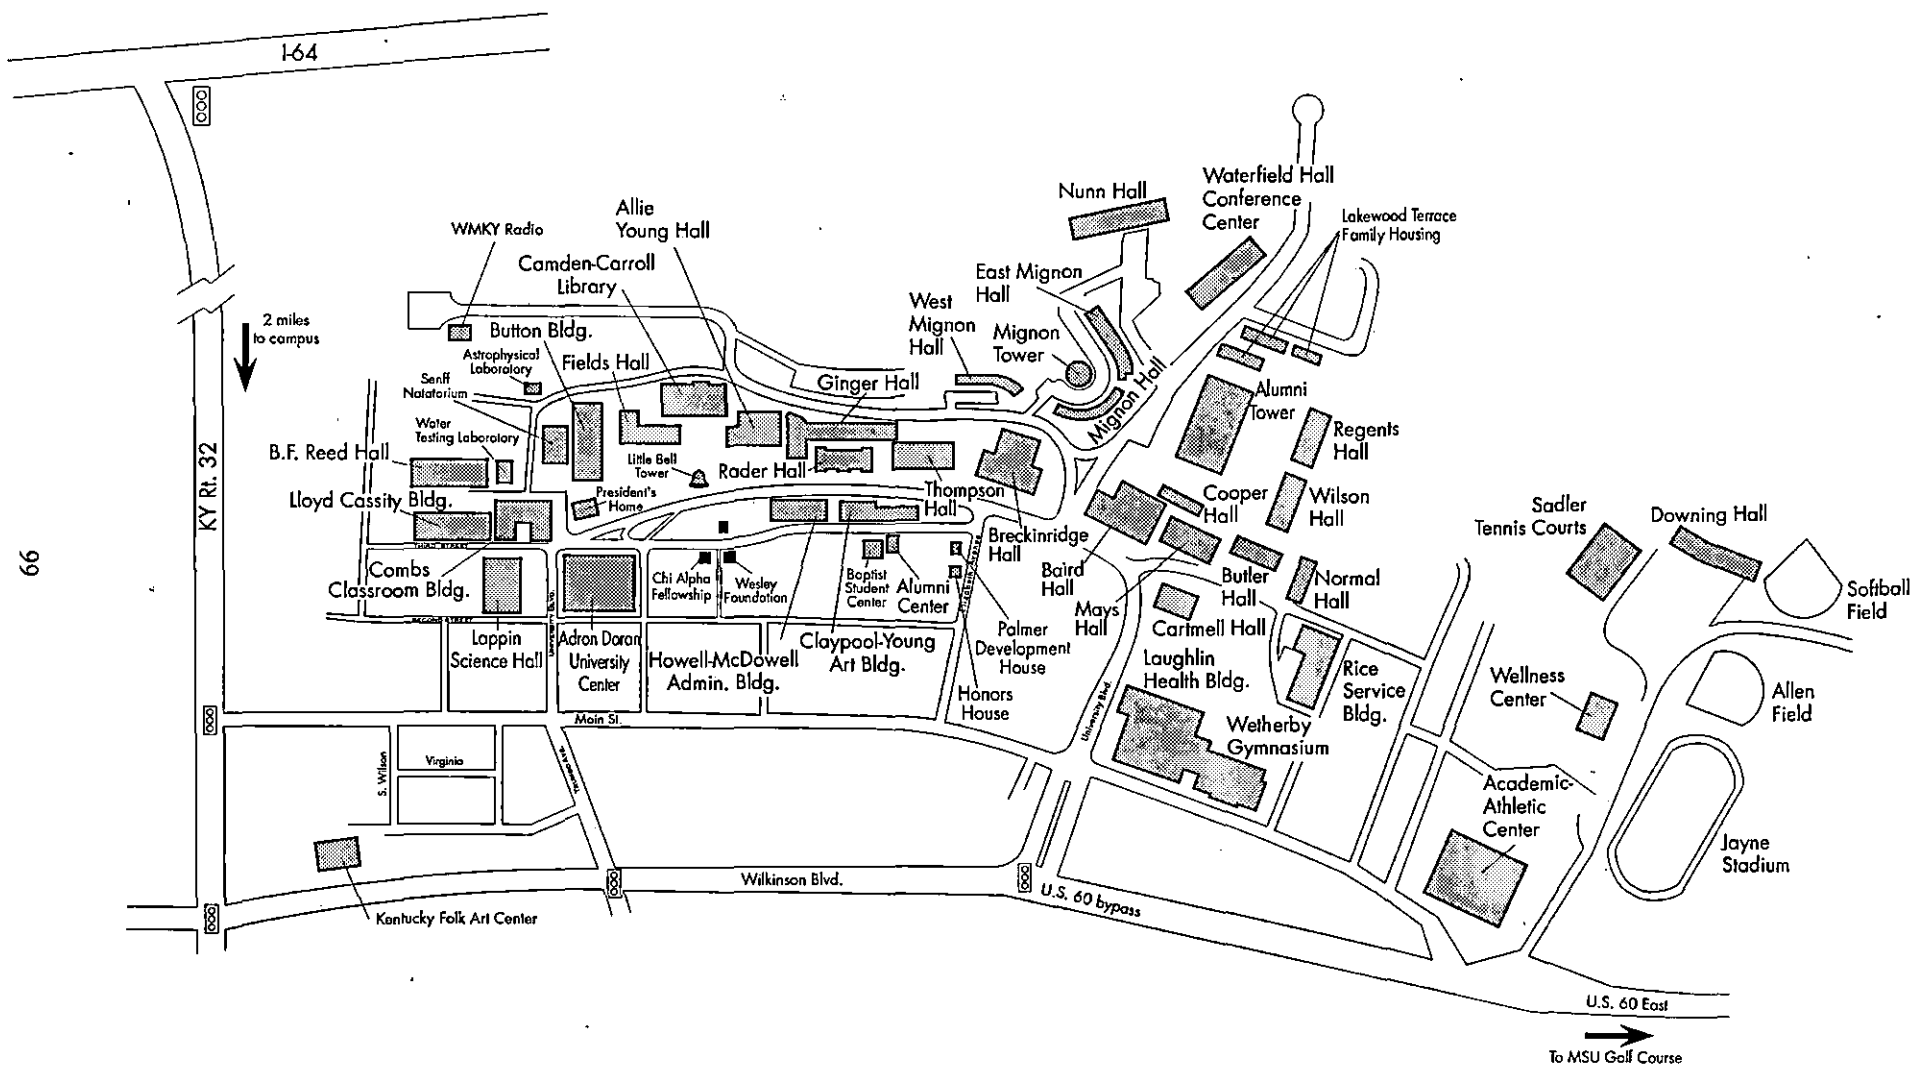 I-64
Nunn Hall
Waterfield Hall
Conference
Center
Lakewood Terrace
Family Housing
Allie
Young Hall
WMKY Radio
Camden-Carroll
Library
East Mignon
Hall
West
Mignon
Hall
Mignon
Tower
Mignon Hall
2 miles
to campus
Button Bldg.
Astrophysical
Laboratory
Fields Hall
Ginger Hall
Senff
Natatorium
Alumni
Tower
Regents
Hall
Water
Testing Laboratory
B.F. Reed Hall
Little Bell
Tower
Rader Hall
KY Rt. 32
Lloyd Cassity Bldg.
President's
Home
Thompson
Hall
Cooper
Hall
Wilson
Hall
Sadler
Tennis Courts
Downing Hall
66
THIRD STREET
Breckinridge
Hall
Combs
Classroom Bldg.
Chi Alpha
Fellowship
Wesley
Foundation
Baptist
Student
Center
Alumni
Center
Baird
Hall
Butler
Hall
Normal
Hall
Softball
Field
Mays
Hall
SECOND STREET
University Blvd.
Cartmell Hall
Lappin
Science Hall
Adron Doran
University
Center
Howell-McDowell
Admin. Bldg.
Claypool-Young
Art Bldg.
Palmer
Development
House
Honors
House
Laughlin
Health Bldg.
Rice
Service
Bldg.
Wellness
Center
Allen
Field
Main St.
University Blvd.
Wetherby
Gymnasium
S. Wilson
Virginia
Academic-
Athletic
Center
Jayne
Stadium
Wilkinson Blvd.
U.S. 60 bypass
Kentucky Folk Art Center
U.S. 60 East
To MSU Golf Course